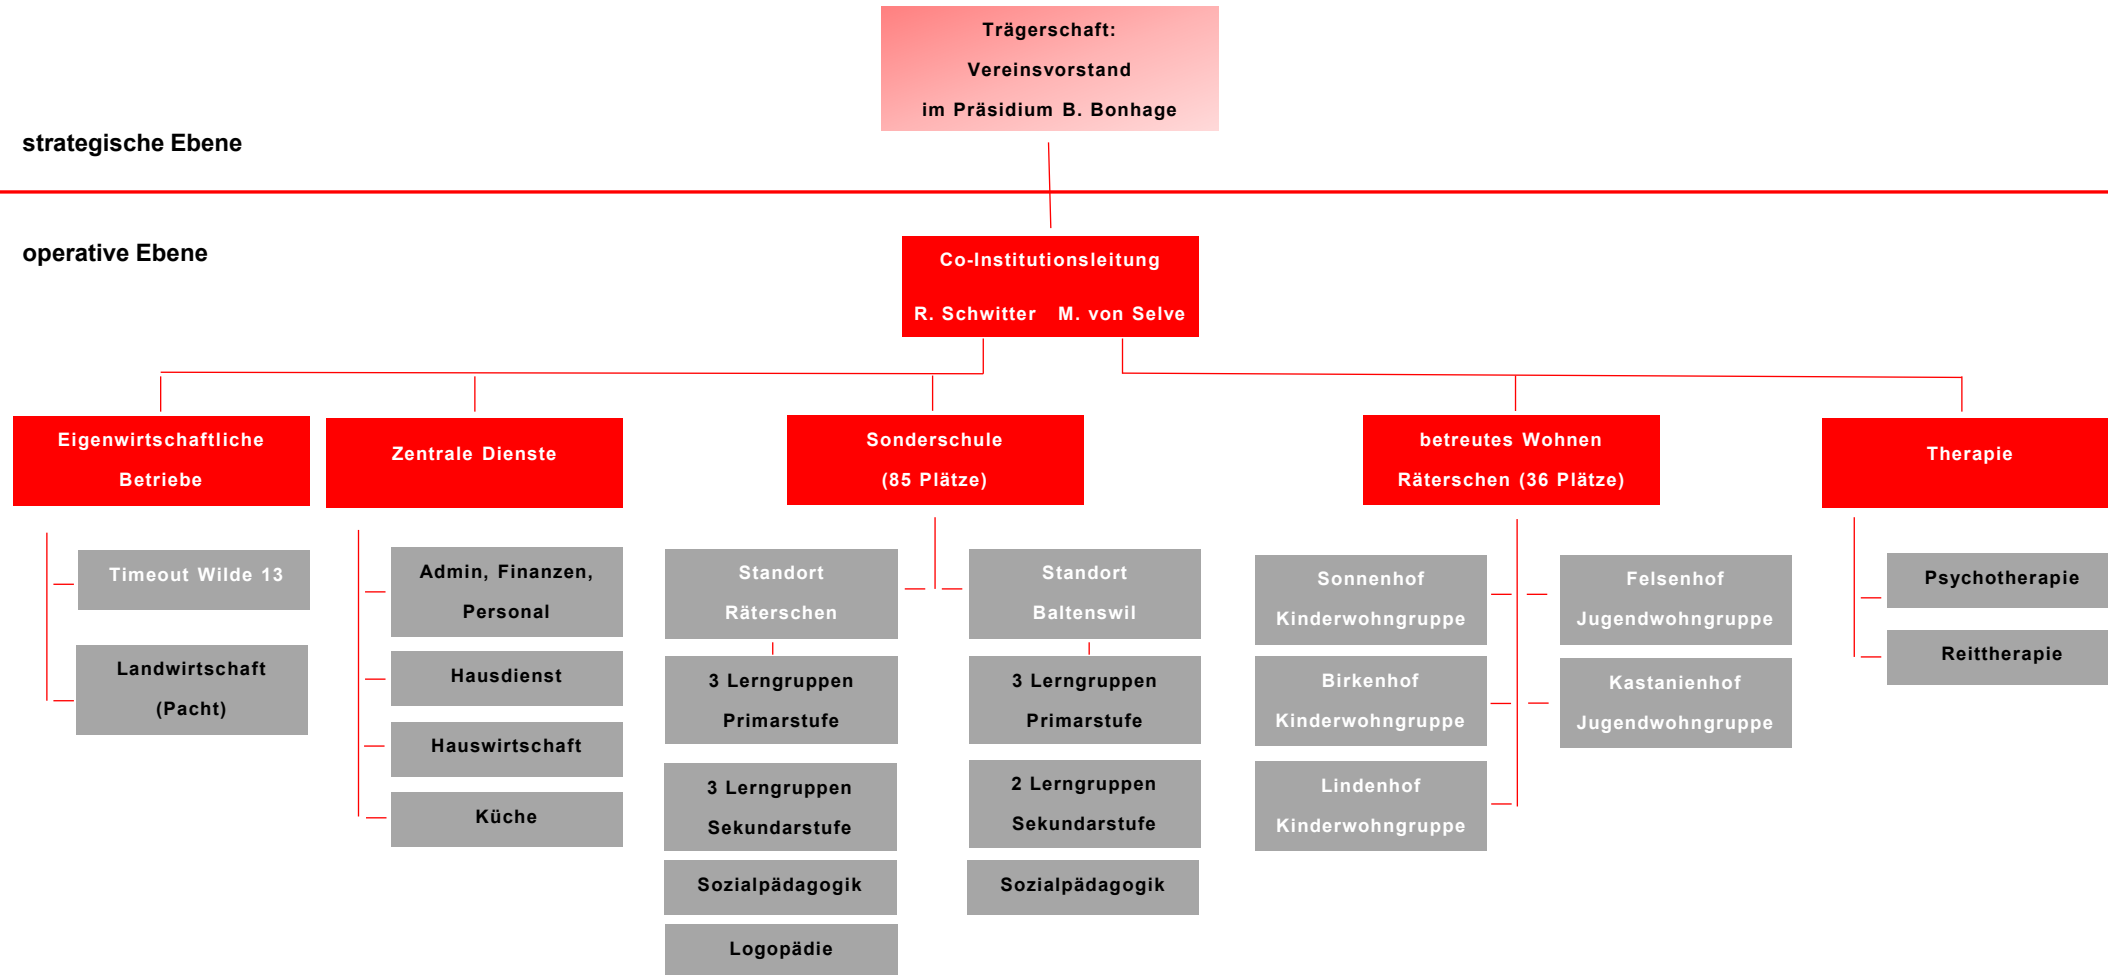 Trägerschaft:
Vereinsvorstand
im Präsidium B. Bonhage
strategische Ebene
operative Ebene
Co-Institutionsleitung
R. Schwitter M. von Selve
Eigenwirtschaftliche
Betriebe
Timeout Wilde 13
Landwirtschaft
(Pacht)
Zentrale Dienste
Admin, Finanzen,
Personal
Hausdienst
Hauswirtschaft
Küche
Sonderschule
(85 Plätze)
Standort
Räterschen
3 Lerngruppen
Primarstufe
3 Lerngruppen
Sekundarstufe
Sozialpädagogik
Logopädie
Standort
Baltenswil
3 Lerngruppen
Primarstufe
2 Lerngruppen
Sekundarstufe
Sozialpädagogik
betreutes Wohnen
Räterschen (36 Plätze)
Sonnenhof
Kinderwohngruppe
Birkenhof
Kinderwohngruppe
Lindenhof
Kinderwohngruppe
Felsenhof
Jugendwohngruppe
Kastanienhof
Jugendwohngruppe
Therapie
Psychotherapie
Reittherapie